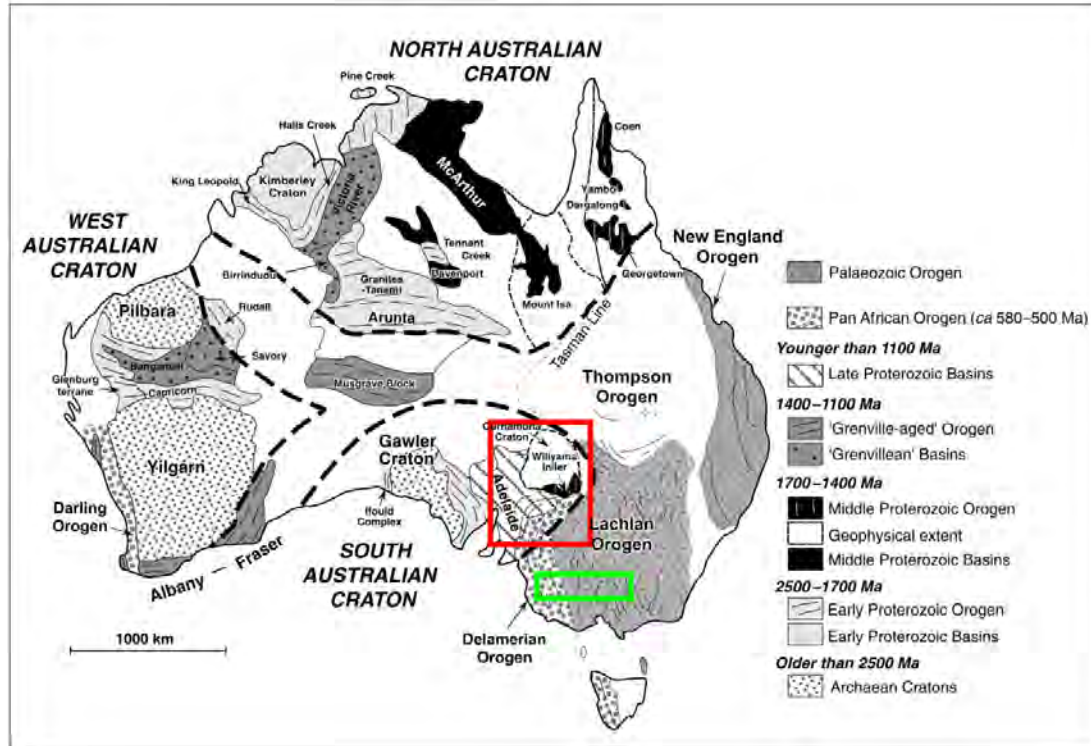 NORTH AUSTRALIAN
CRATON
Pine Creek
Halls Creek
King Leopold
Kimberley
Craton
Victoria
River
McArthur
Coen
Yambo
Dargalong
WEST
AUSTRALIAN
CRATON
Tennant
Creek
Davenport
Georgetown
New England
Orogen
Birrindudu
Granites
-Tanami
Mount Isa
Arunta
Tasman Line
Pilbara
Rudall
Savory
Musgrave Block
Thompson
Orogen
Glenburg
terrane
Capricorn
Yilgarn
Gawler
Craton
Craton
Willyama
Inlier
Adelaide
Lachlan
Orogen
Darling
Orogen
Complex
Albany — Fraser
SOUTH
AUSTRALIAN
CRATON
Delamerian
Orogen
1000 km
Palaeozoic Orogen
Pan African Orogen (ca 580–500 Ma)
Younger than 1100 Ma
Late Proterozoic Basins
1400–1100 Ma
'Grenville-aged' Orogen
'Grenvillean' Basins
1700–1400 Ma
Middle Proterozoic Orogen
Geophysical extent
Middle Proterozoic Basins
2500–1700 Ma
Early Proterozoic Orogen
Early Proterozoic Basins
Older than 2500 Ma
Archaean Cratons